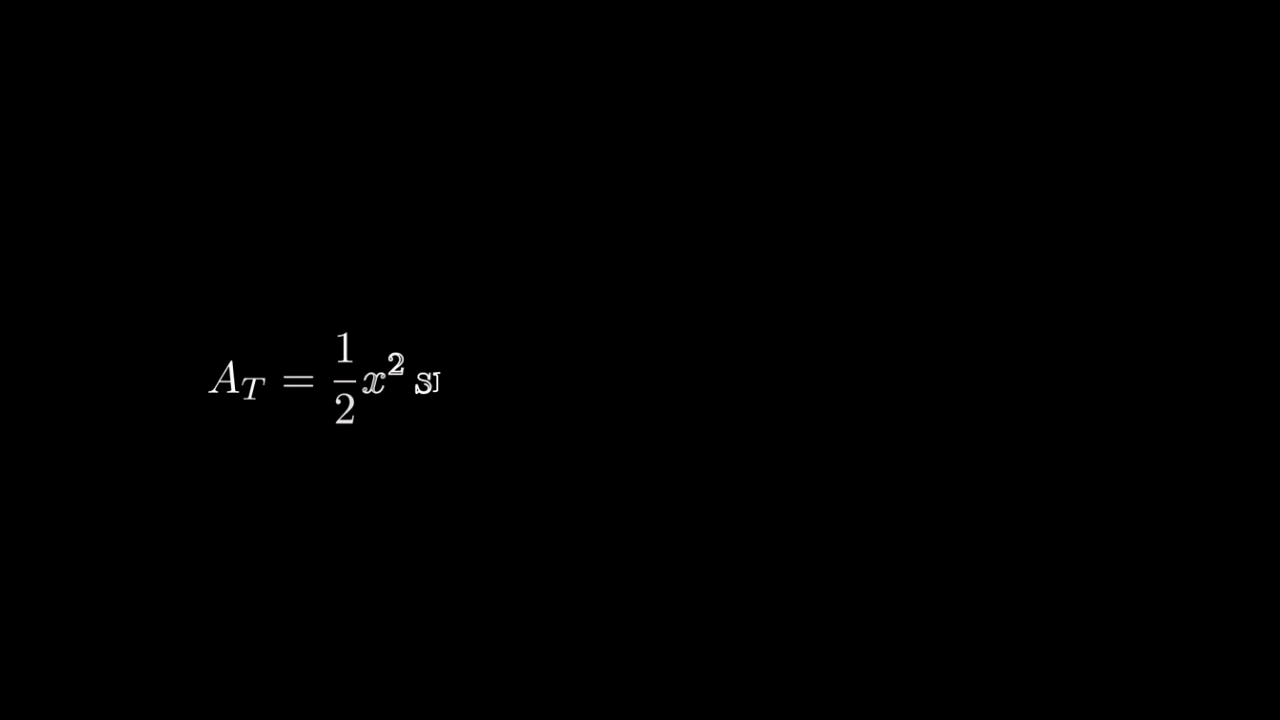 A_T = \frac{1}{2} x^2 s